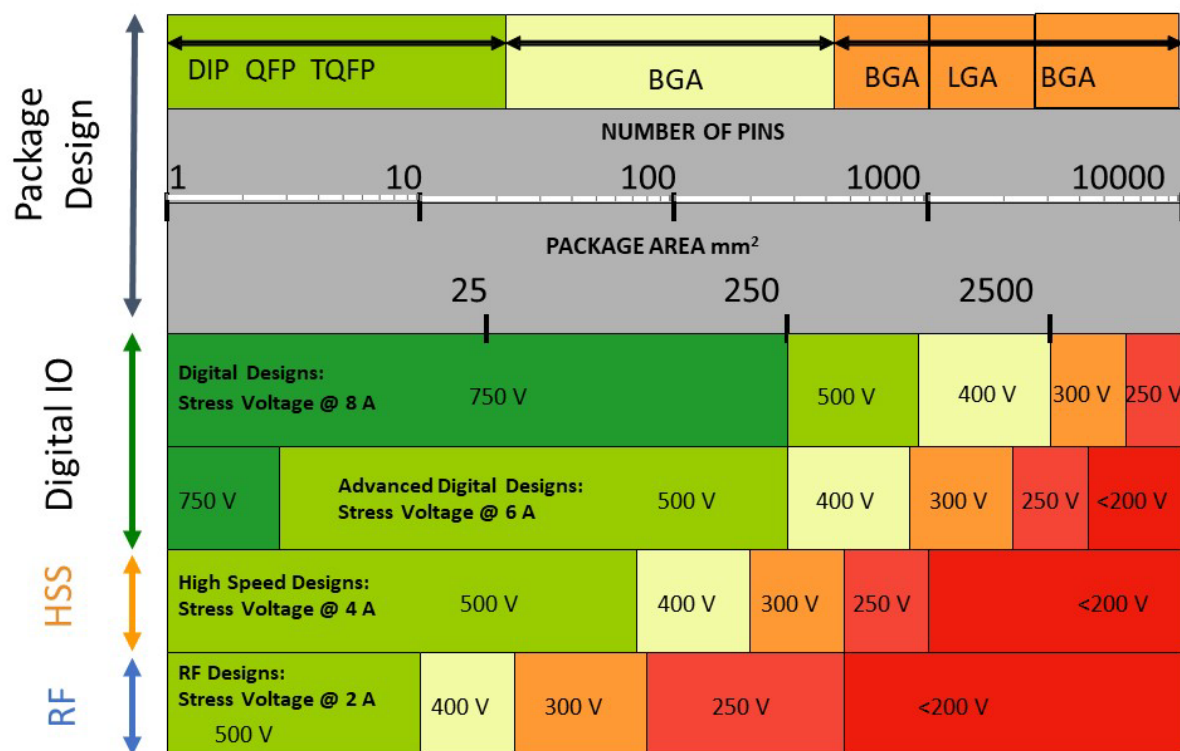 Package
Design
DIP QFP TQFP
BGA
BGA
LGA
BGA
NUMBER OF PINS
1 10 100 1000 10000
PACKAGE AREA mm²
25 250 2500
Digital IO
Digital Designs:
Stress Voltage @ 8 A
750 V
500 V
400 V
300 V
250 V
750 V
Advanced Digital Designs:
Stress Voltage @ 6 A
500 V
400 V
300 V
250 V
<200 V
HSS
High Speed Designs:
Stress Voltage @ 4 A
500 V
400 V
300 V
250 V
<200 V
RF
RF Designs:
Stress Voltage @ 2 A
500 V
400 V
300 V
250 V
<200 V